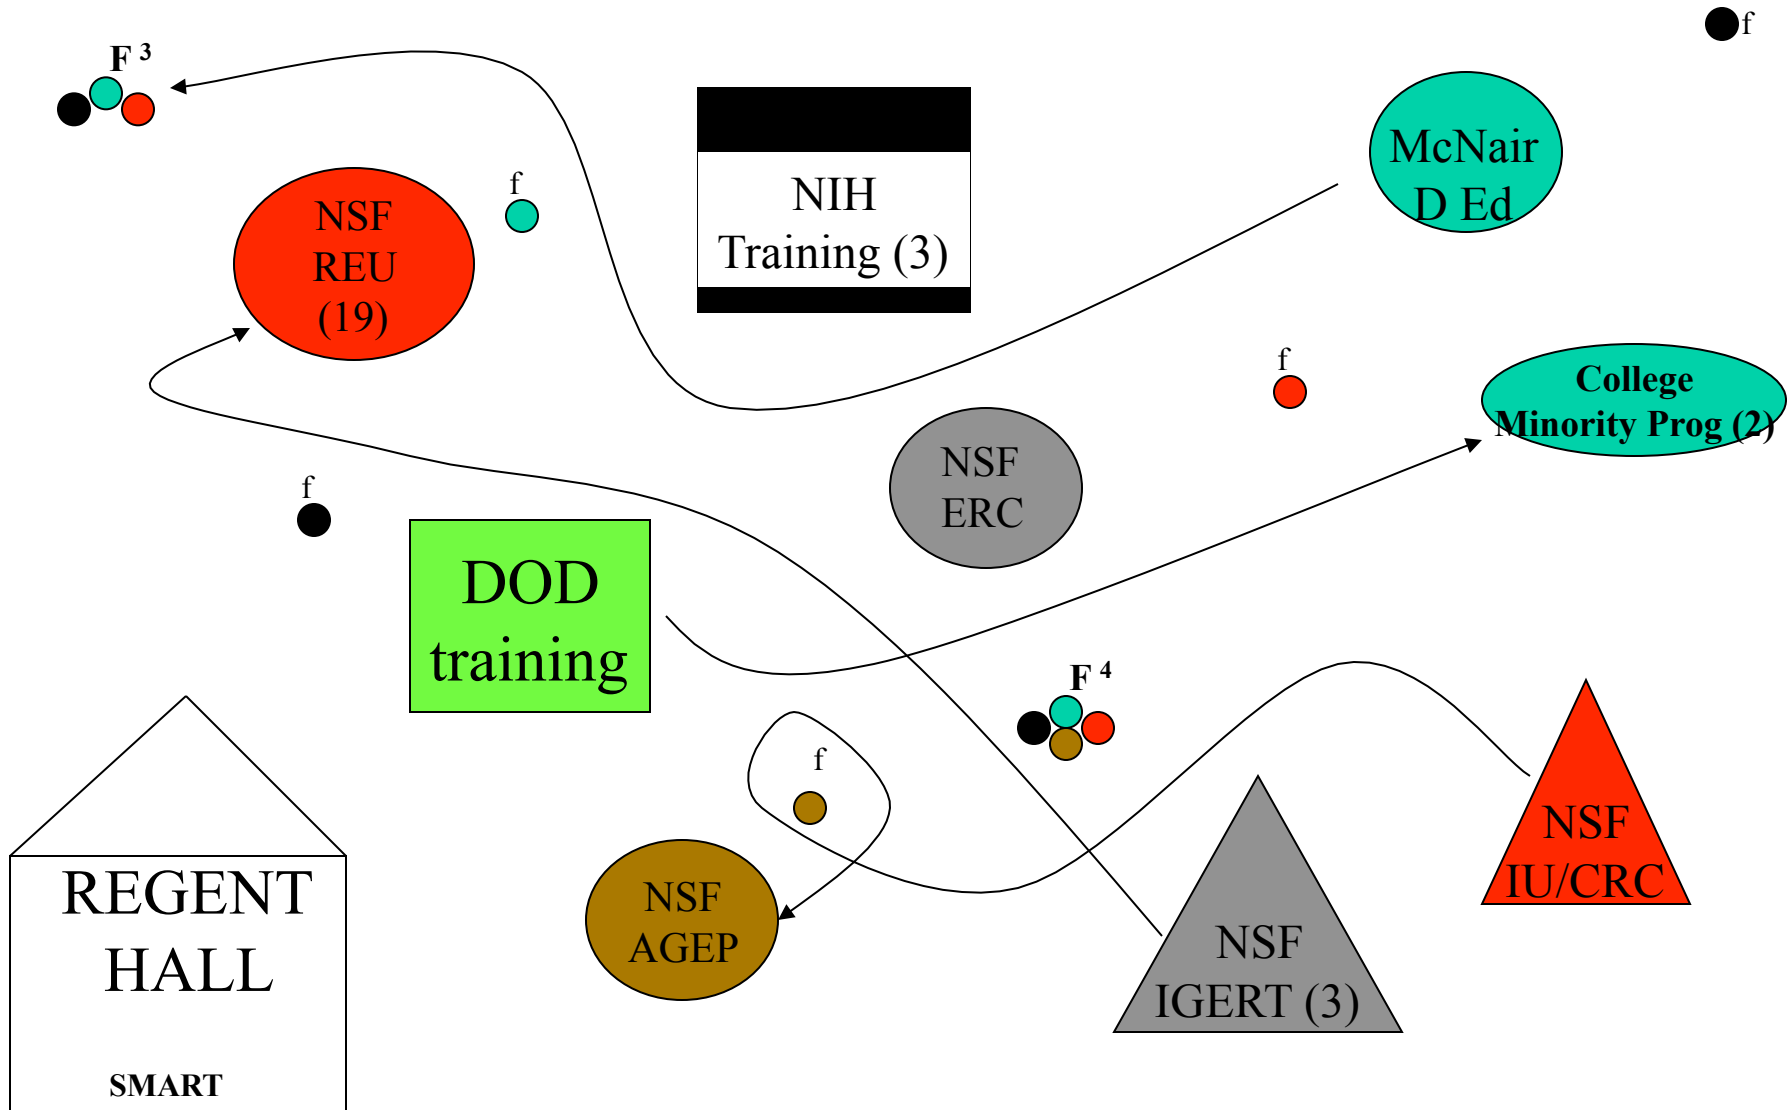 f
F 3
McNair
D Ed
NIH
Training (3)
f
NSF
REU
(19)
f
College
Minority Prog (2)
NSF
ERC
f
DOD
training
F 4
f
NSF
IU/CRC
REGENT
HALL
NSF
AGEP
NSF
IGERT (3)
SMART